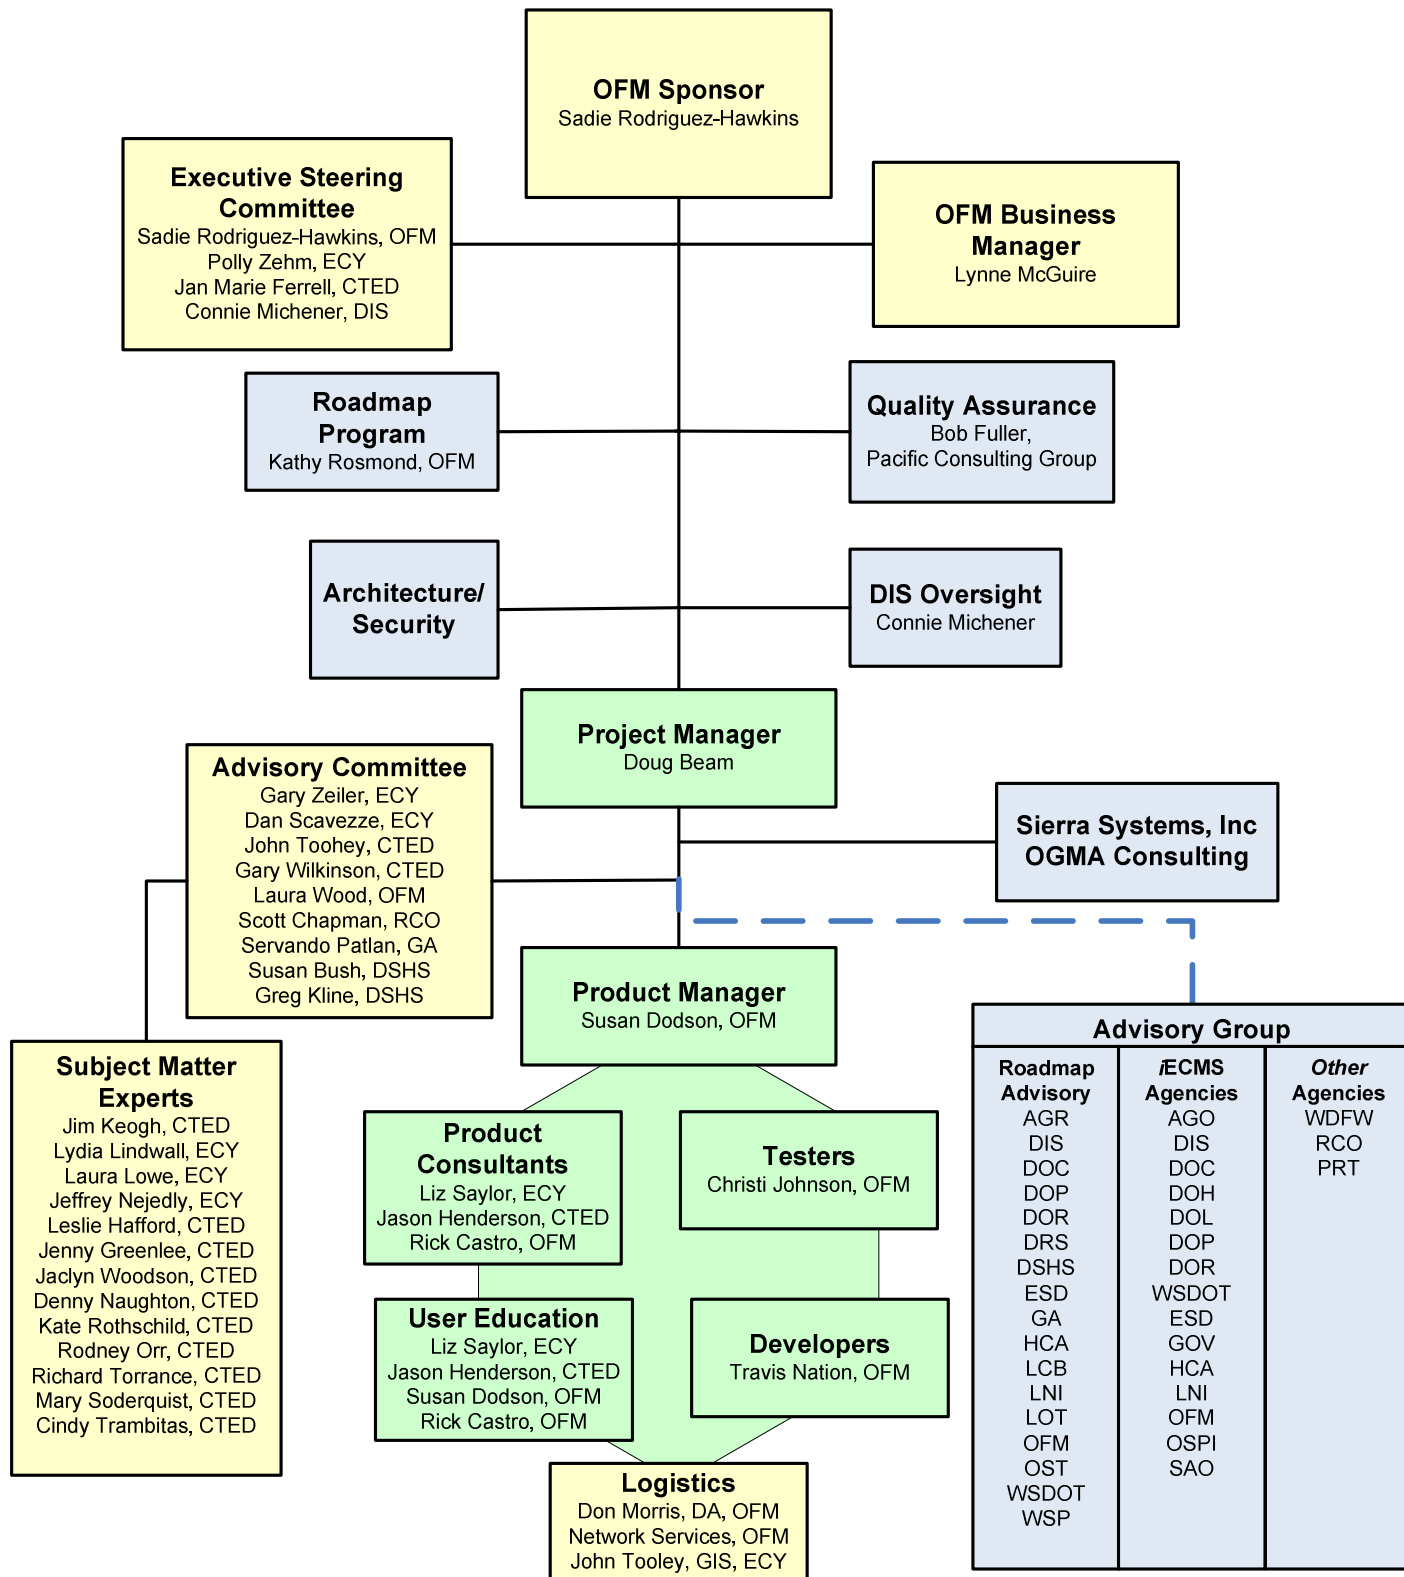 OFM Sponsor
Sadie Rodriguez-Hawkins
Executive Steering
Committee
Sadie Rodriguez-Hawkins, OFM
Polly Zehm, ECY
Jan Marie Ferrell, CTED
Connie Michener, DIS
OFM Business
Manager
Lynne McGuire
Roadmap
Program
Kathy Rosmond, OFM
Quality Assurance
Bob Fuller,
Pacific Consulting Group
Architecture/
Security
DIS Oversight
Connie Michener
Project Manager
Doug Beam
Advisory Committee
Gary Zeiler, ECY
Dan Scavezze, ECY
John Toohey, CTED
Gary Wilkinson, CTED
Laura Wood, OFM
Scott Chapman, RCO
Servando Patlan, GA
Susan Bush, DSHS
Greg Kline, DSHS
Sierra Systems, Inc
OGMA Consulting
Product Manager
Susan Dodson, OFM
Subject Matter
Experts
Jim Keogh, CTED
Lydia Lindwall, ECY
Laura Lowe, ECY
Jeffrey Nejedly, ECY
Leslie Hafford, CTED
Jenny Greenlee, CTED
Jaclyn Woodson, CTED
Denny Naughton, CTED
Kate Rothschild, CTED
Rodney Orr, CTED
Richard Torrance, CTED
Mary Soderquist, CTED
Cindy Trambitas, CTED
Product
Consultants
Liz Saylor, ECY
Jason Henderson, CTED
Rick Castro, OFM
Testers
Christi Johnson, OFM
User Education
Liz Saylor, ECY
Jason Henderson, CTED
Susan Dodson, OFM
Rick Castro, OFM
Developers
Travis Nation, OFM
Logistics
Don Morris, DA, OFM
Network Services, OFM
John Tooley, GIS, ECY
Advisory Group
Roadmap
Advisory
AGR
DIS
DOC
DOP
DOR
DRS
DSHS
ESD
GA
HCA
LCB
LNI
LOT
OFM
OST
WSDOT
WSP
iECMS
Agencies
AGO
DIS
DOC
DOH
DOL
DOP
DOR
WSDOT
ESD
GOV
HCA
LNI
OFM
OSPI
SAO
Other
Agencies
WDFW
RCO
PRT